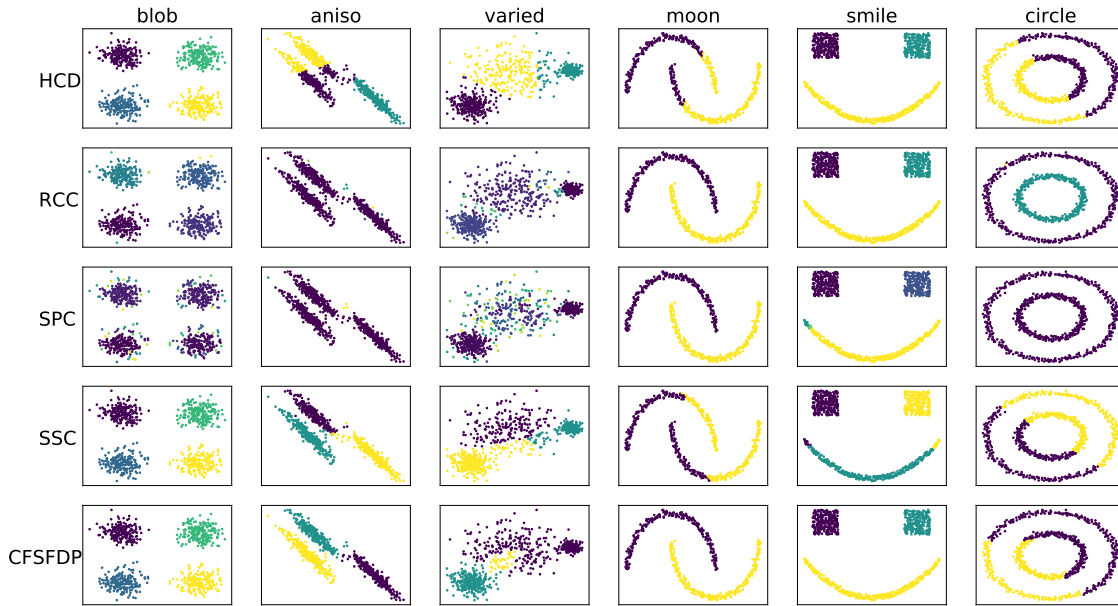 blob aniso varied moon smile circle
HCD
RCC
SPC
SSC
CFSFDP